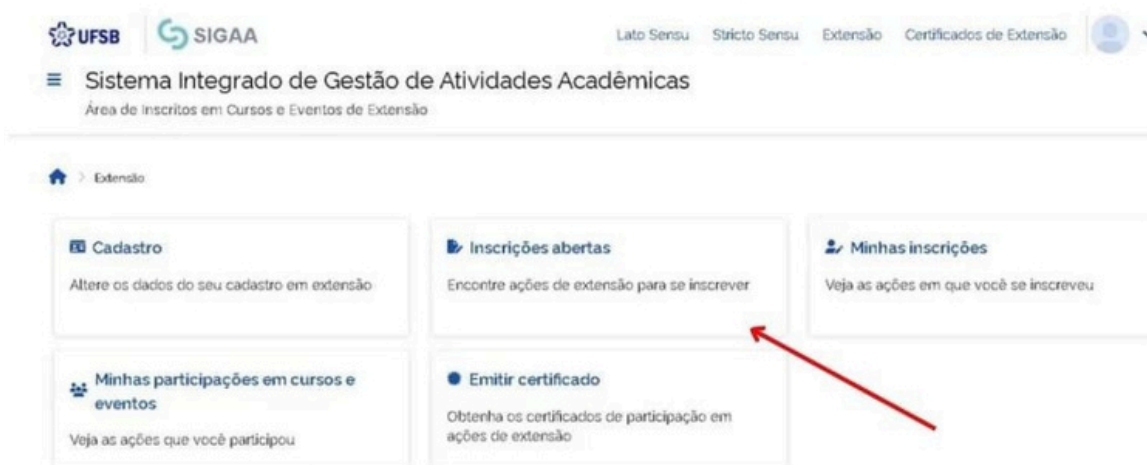 UFSB SIGAA Lato Sensu Stricto Sensu Extensão Certificados de Extensão
Sistema Integrado de Gestão de Atividades Acadêmicas
Área de Inscritos em Cursos e Eventos de Extensão
> Extensão
Cadastro
Altere os dados do seu cadastro em extensão
Inscrições abertas
Encontre ações de extensão para se inscrever
Minhas inscrições
Veja as ações em que você se inscreveu
Minhas participações em cursos e
eventos
Veja as ações que você participou
Emitir certificado
Obtenha os certificados de participação em
ações de extensão